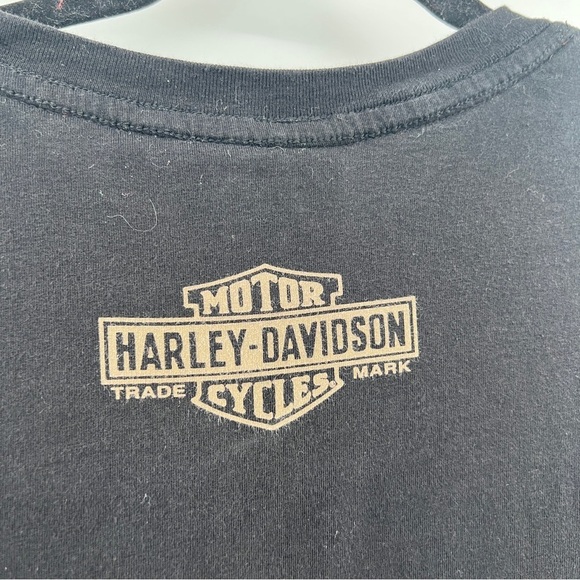 MOTOR
HARLEY-DAVIDSON
TRADE MARK
CYCLES.